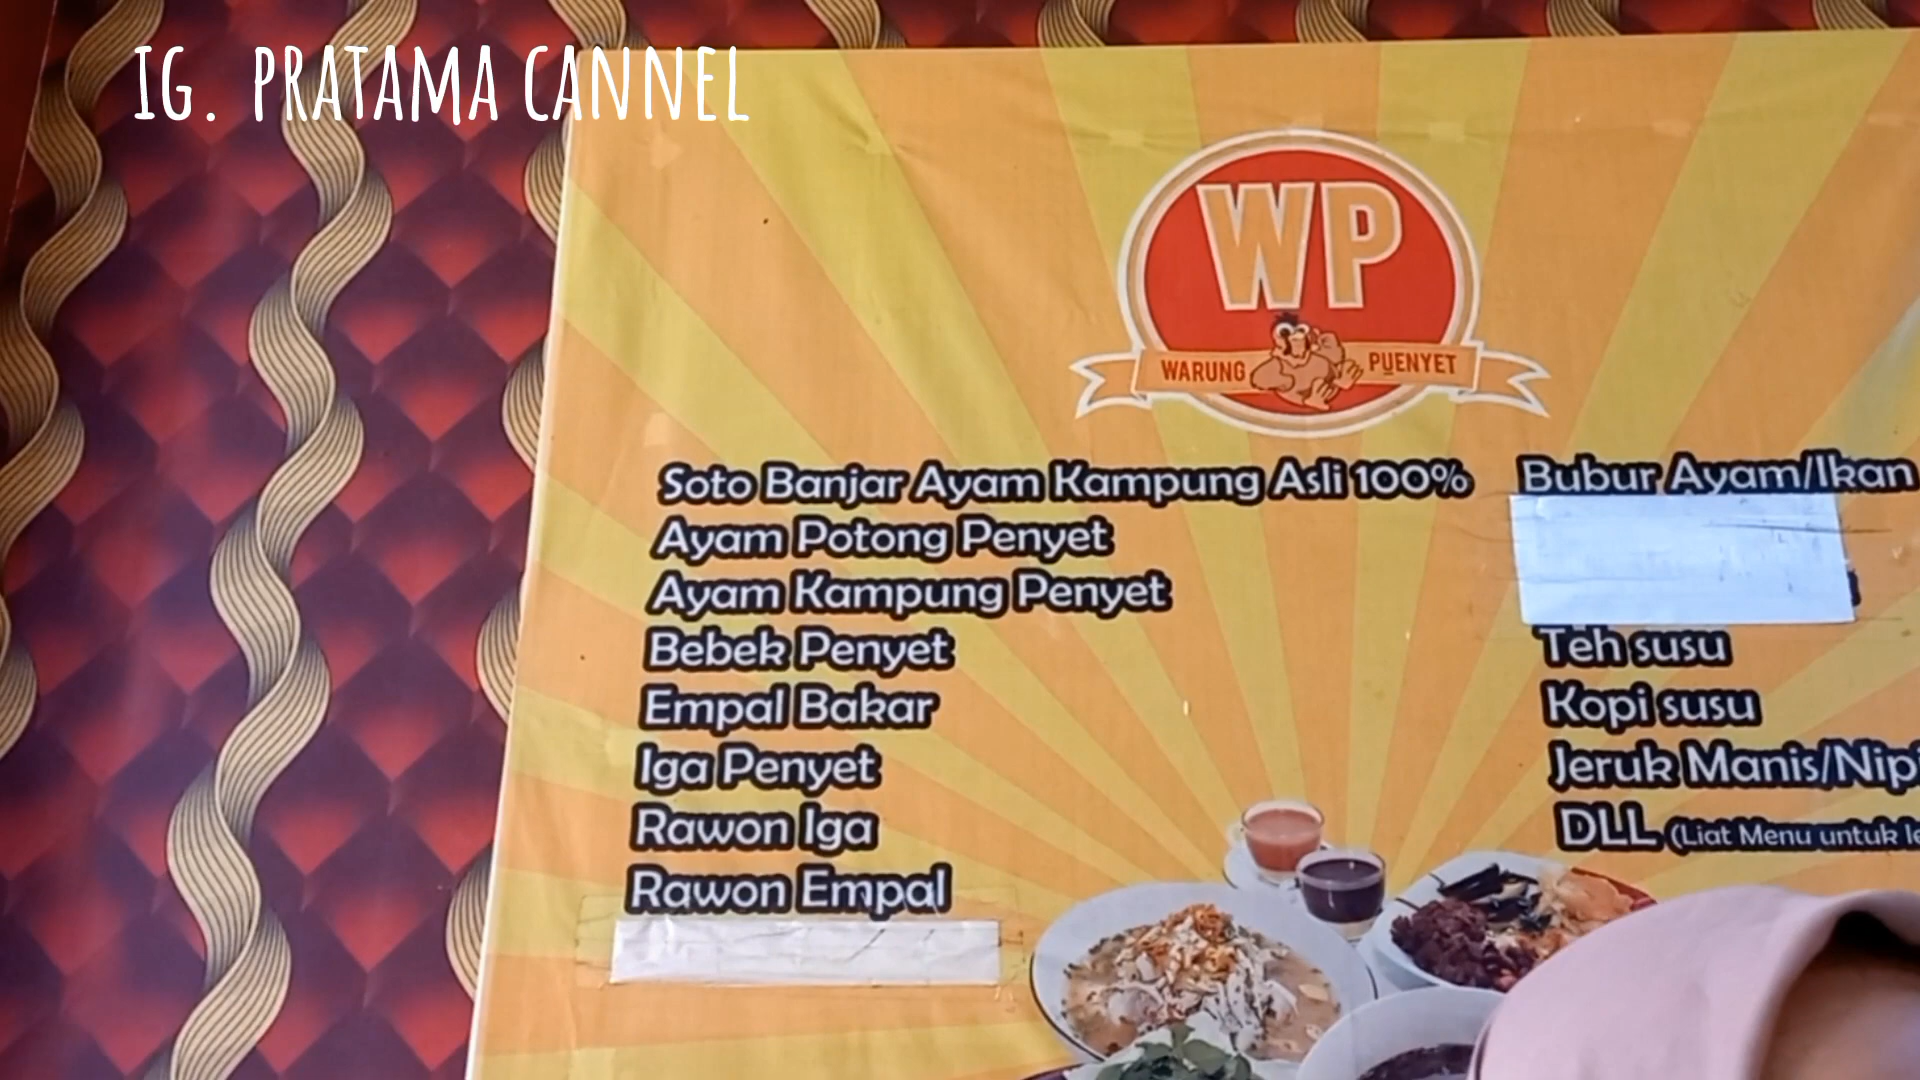 IG. PRATAMA CANNEL
WP
WARUNG PUENYET
Soto Banjar Ayam Kampung Asli 100%
Ayam Potong Penyet
Ayam Kampung Penyet
Bebek Penyet
Empal Bakar
Iga Penyet
Rawon Iga
Rawon Empal
Bubur Ayam/Ikan
Teh susu
Kopi susu
Jeruk Manis/
DLL (Liat Menu untuk